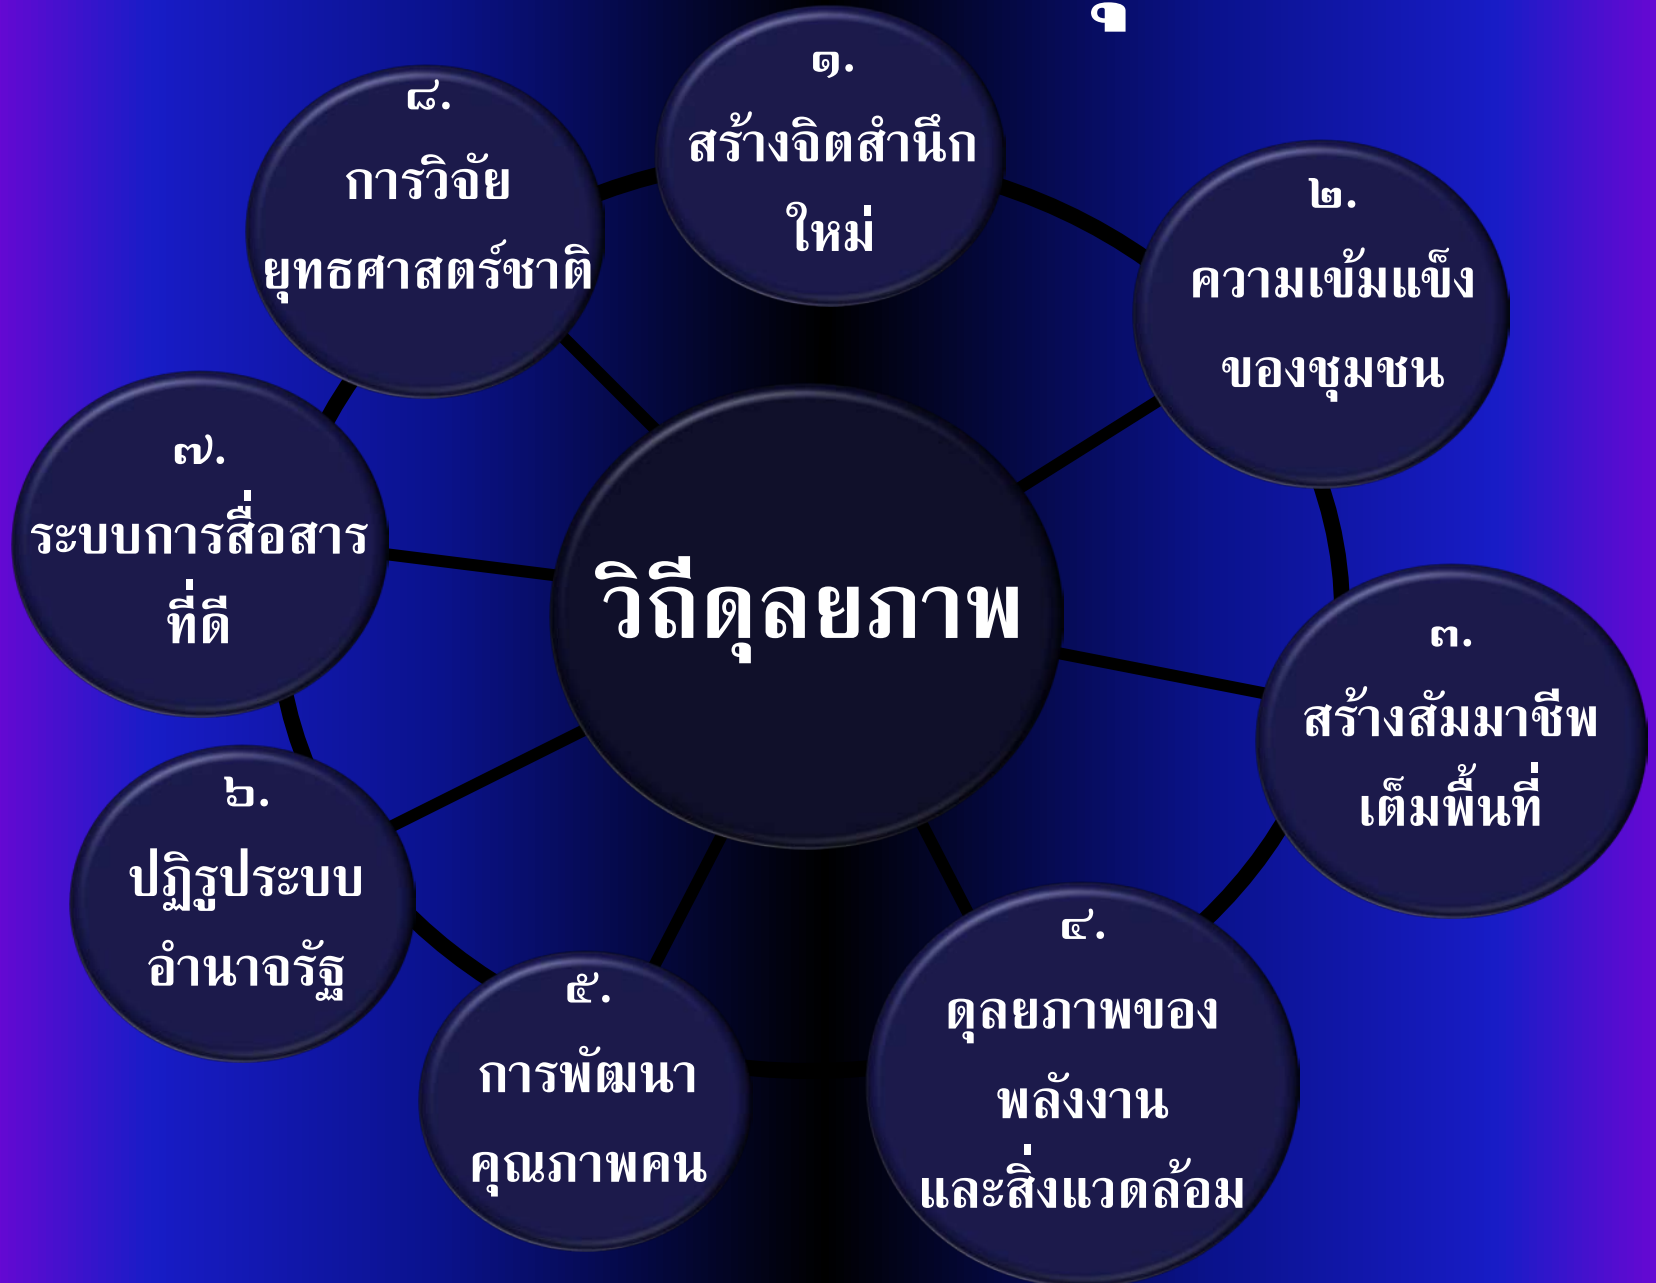 ๑.
สร้างจิตสำนึก
ใหม่
๒.
ความเข้มแข็ง
ของชุมชน
๓.
สร้างสัมมาชีพ
เต็มพื้นที่
๔.
ดุลยภาพของ
พลังงาน
และสิ่งแวดล้อม
๕.
การพัฒนา
คุณภาพคน
๖.
ปฏิรูประบบ
อำนาจรัฐ
๗.
ระบบการสื่อสาร
ที่ดี
๘.
การวิจัย
ยุทธศาสตร์ชาติ
วิถีดุลยภาพ